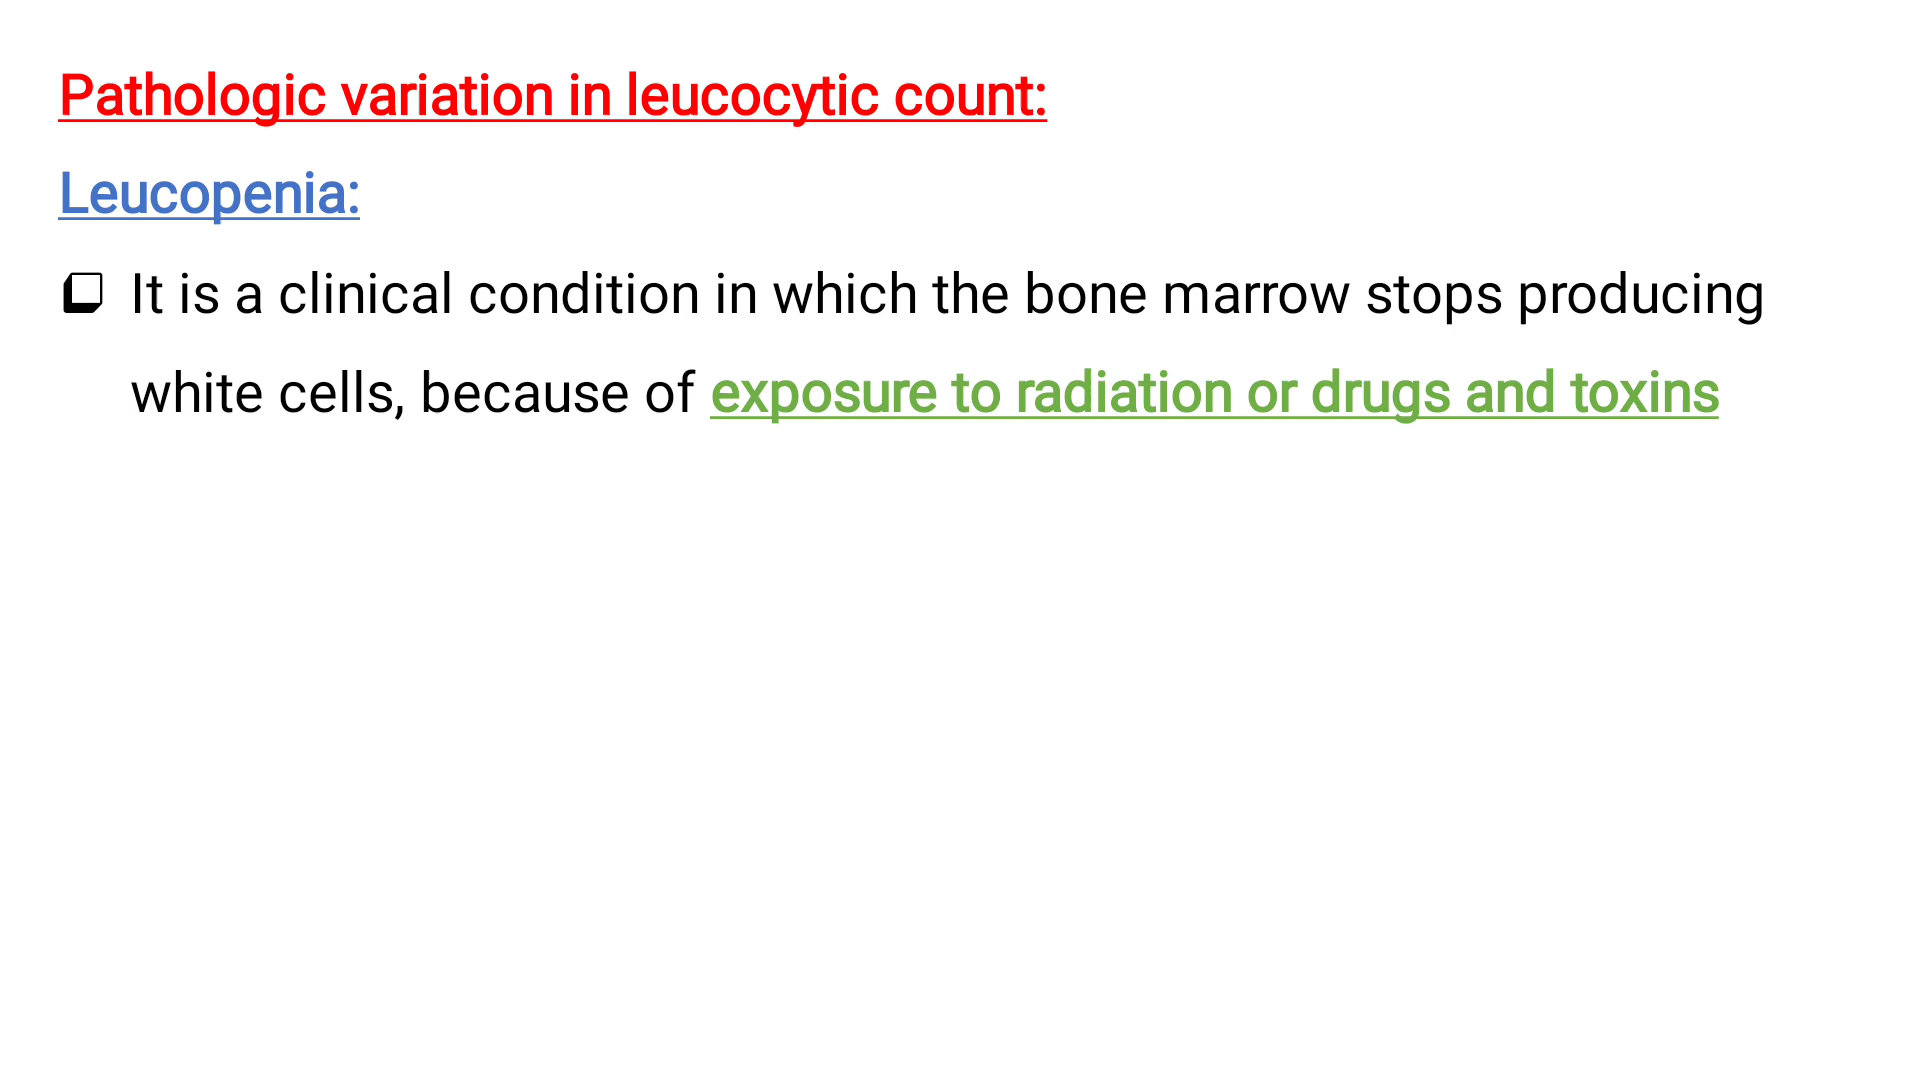 Pathologic variation in leucocytic count:
Leucopenia:
❑ It is a clinical condition in which the bone marrow stops producing
white cells, because of exposure to radiation or drugs and toxins